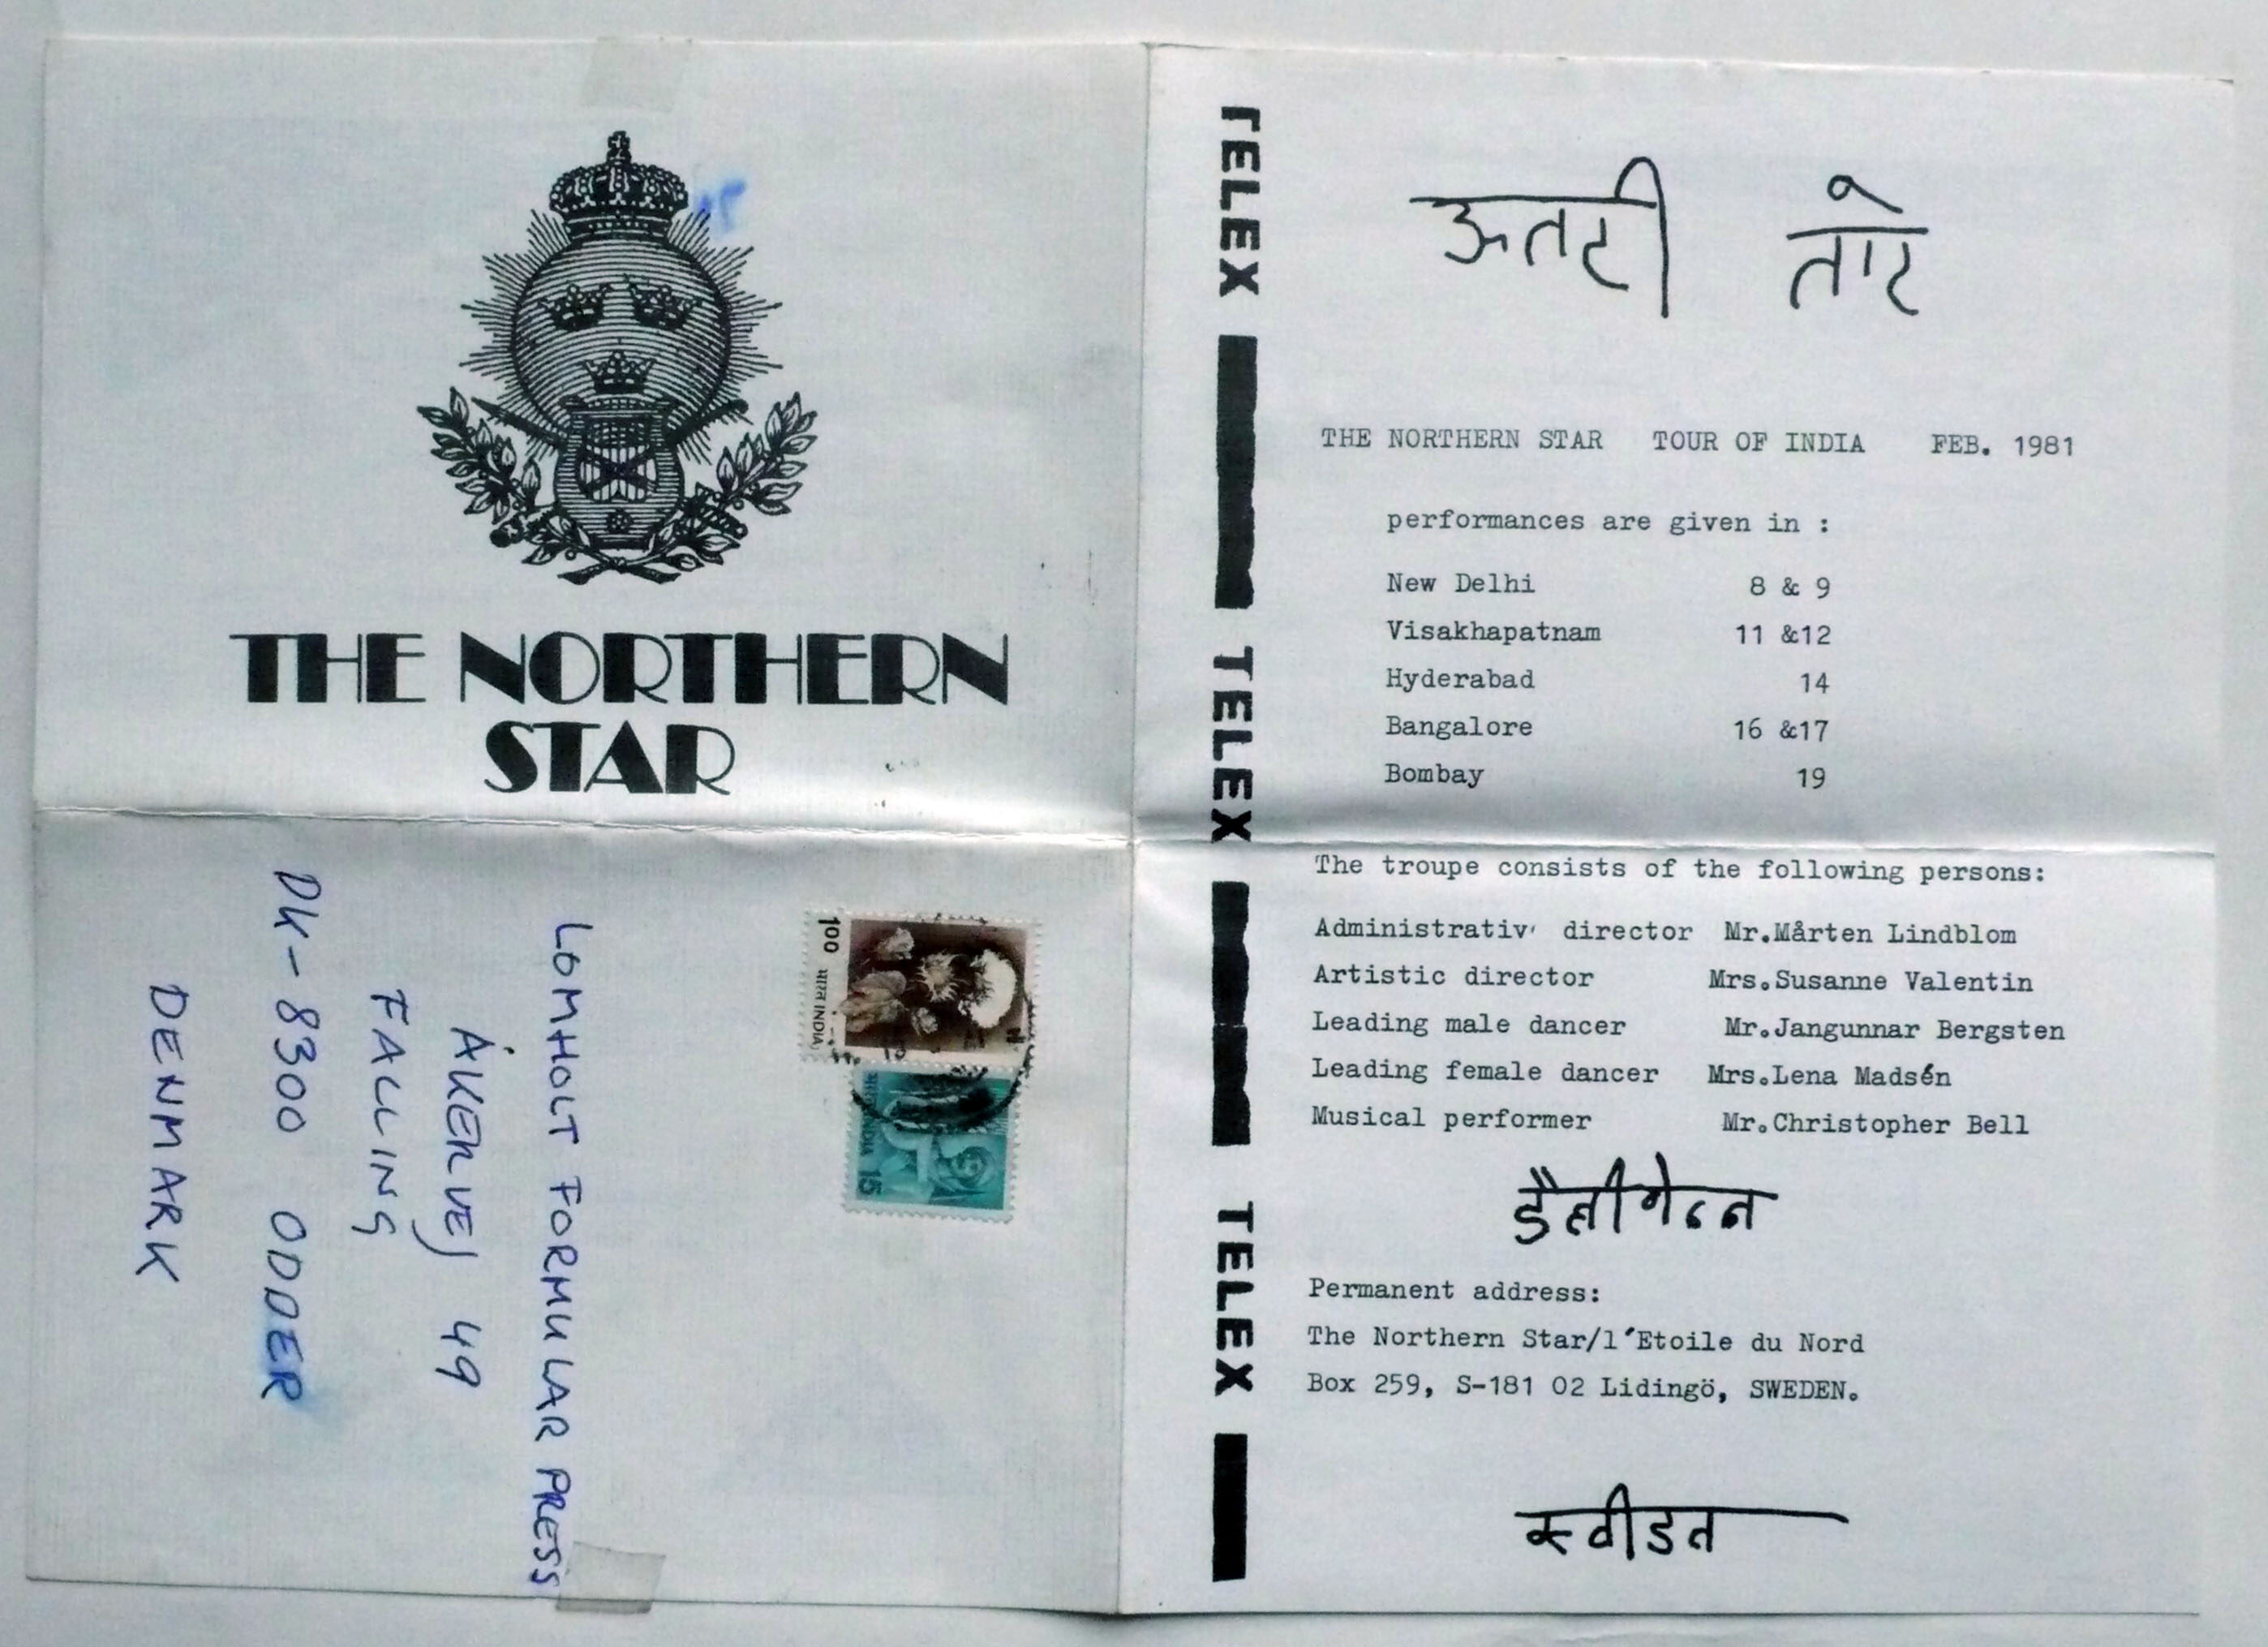 THE NORTHERN
STAR
LOMHOLT FORMULAR PRESS
ÅKERVEJ 49
FALLING
DK-8300 ODDER
DENMARK
100
भारत INDIA
15
INDIA
TELEX
TELEX
TELEX
THE NORTHERN STAR TOUR OF INDIA FEB. 1981
performances are given in :
New Delhi 8 & 9
Visakhapatnam 11 &12
Hyderabad 14
Bangalore 16 &17
Bombay 19
The troupe consists of the following persons:
Administrativ director Mr.Mårten Lindblom
Artistic director Mrs.Susanne Valentin
Leading male dancer Mr.Jangunnar Bergsten
Leading female dancer Mrs.Lena Madsén
Musical performer Mr.Christopher Bell
Permanent address:
The Northern Star/l'Etoile du Nord
Box 259, S-181 02 Lidingö, SWEDEN.
स्वीडन